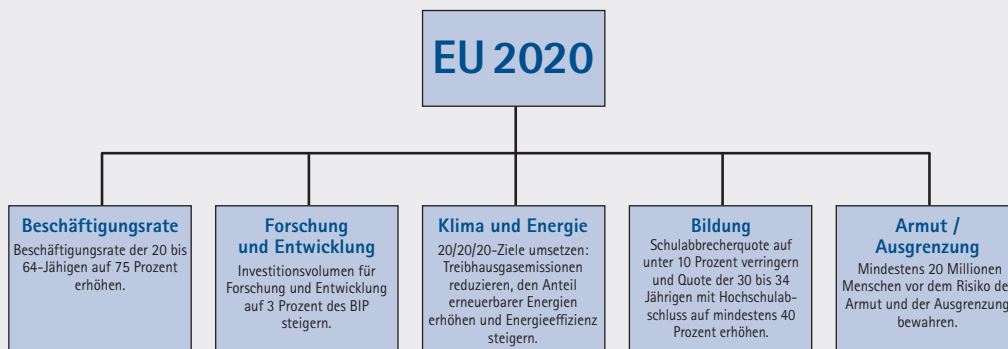 EU 2020
Beschäftigungsrate
Beschäftigungsrate der 20 bis
64-Jähigen auf 75 Prozent
erhöhen.
Forschung
und Entwicklung
Investitionsvolumen für
Forschung und Entwicklung
auf 3 Prozent des BIP
steigern.
Klima und Energie
20/20/20-Ziele umsetzen:
Treibhausgasemissionen
reduzieren, den Anteil
erneuerbarer Energien
erhöhen und Energieeffizienz
steigern.
Bildung
Schulabbrecherquote auf
unter 10 Prozent verringern
und Quote der 30 bis 34
Jährigen mit Hochschulab-
schluss auf mindestens 40
Prozent erhöhen.
Armut /
Ausgrenzung
Mindestens 20 Millionen
Menschen vor dem Risiko de
Armut und der Ausgrenzung
bewahren.